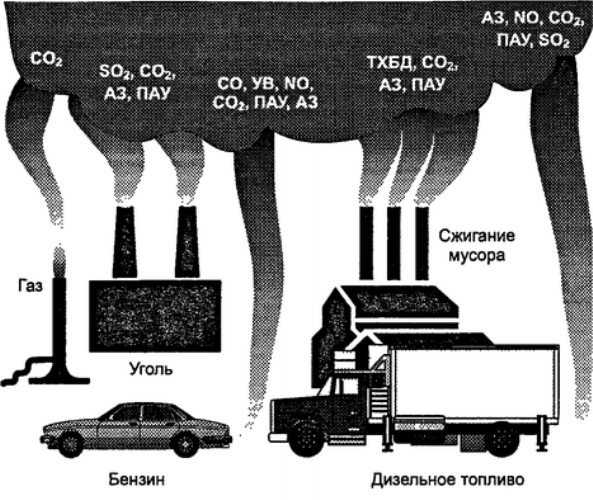 CO₂
SO₂, CO₂,
АЗ, ПАУ
CO, УВ, NO,
CO₂, ПАУ, АЗ
ТХБД, CO₂,
АЗ, ПАУ
АЗ, NO, CO₂,
ПАУ, SO₂
Газ
Уголь
Сжигание
мусора
Бензин
Дизельное топливо